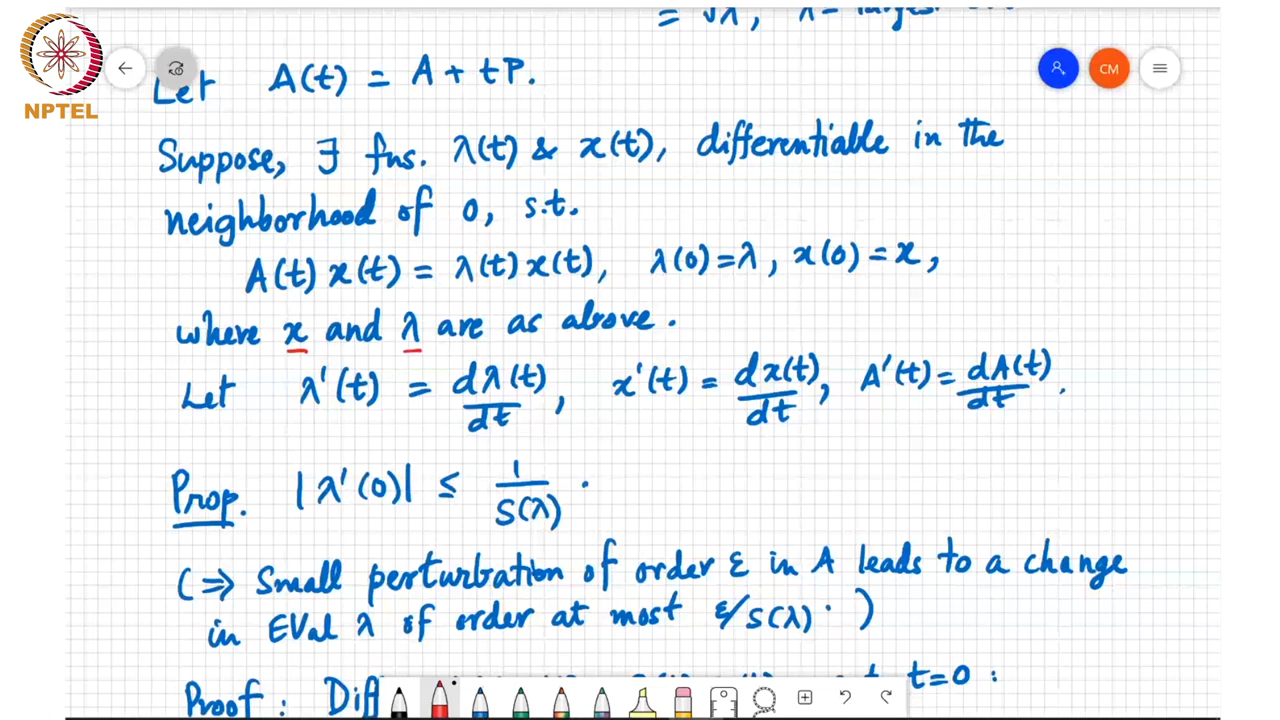 = √λ, λ = largest
NPTEL
CM
Let A(t) = A + tP.
Suppose, ∃ fns. λ(t) & x(t), differentiable in the
neighborhood of 0, s.t.
A(t) x(t) = λ(t) x(t), λ(0) = λ, x(0) = x,
where x and λ are as above.
Let λ'(t) = dλ(t)/dt, x'(t) = dx(t)/dt, A'(t) = dA(t)/dt.
Prop. |λ'(0)| ≤ 1/S(λ).
(⇒ Small perturbation of order ε in A leads to a change
in EVal λ of order at most ε/S(λ).)
Proof: Diff t=0: